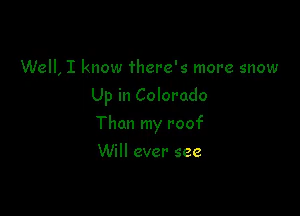 Well, I know there's more snow
Up in Colorado
Than my roof
Will ever see